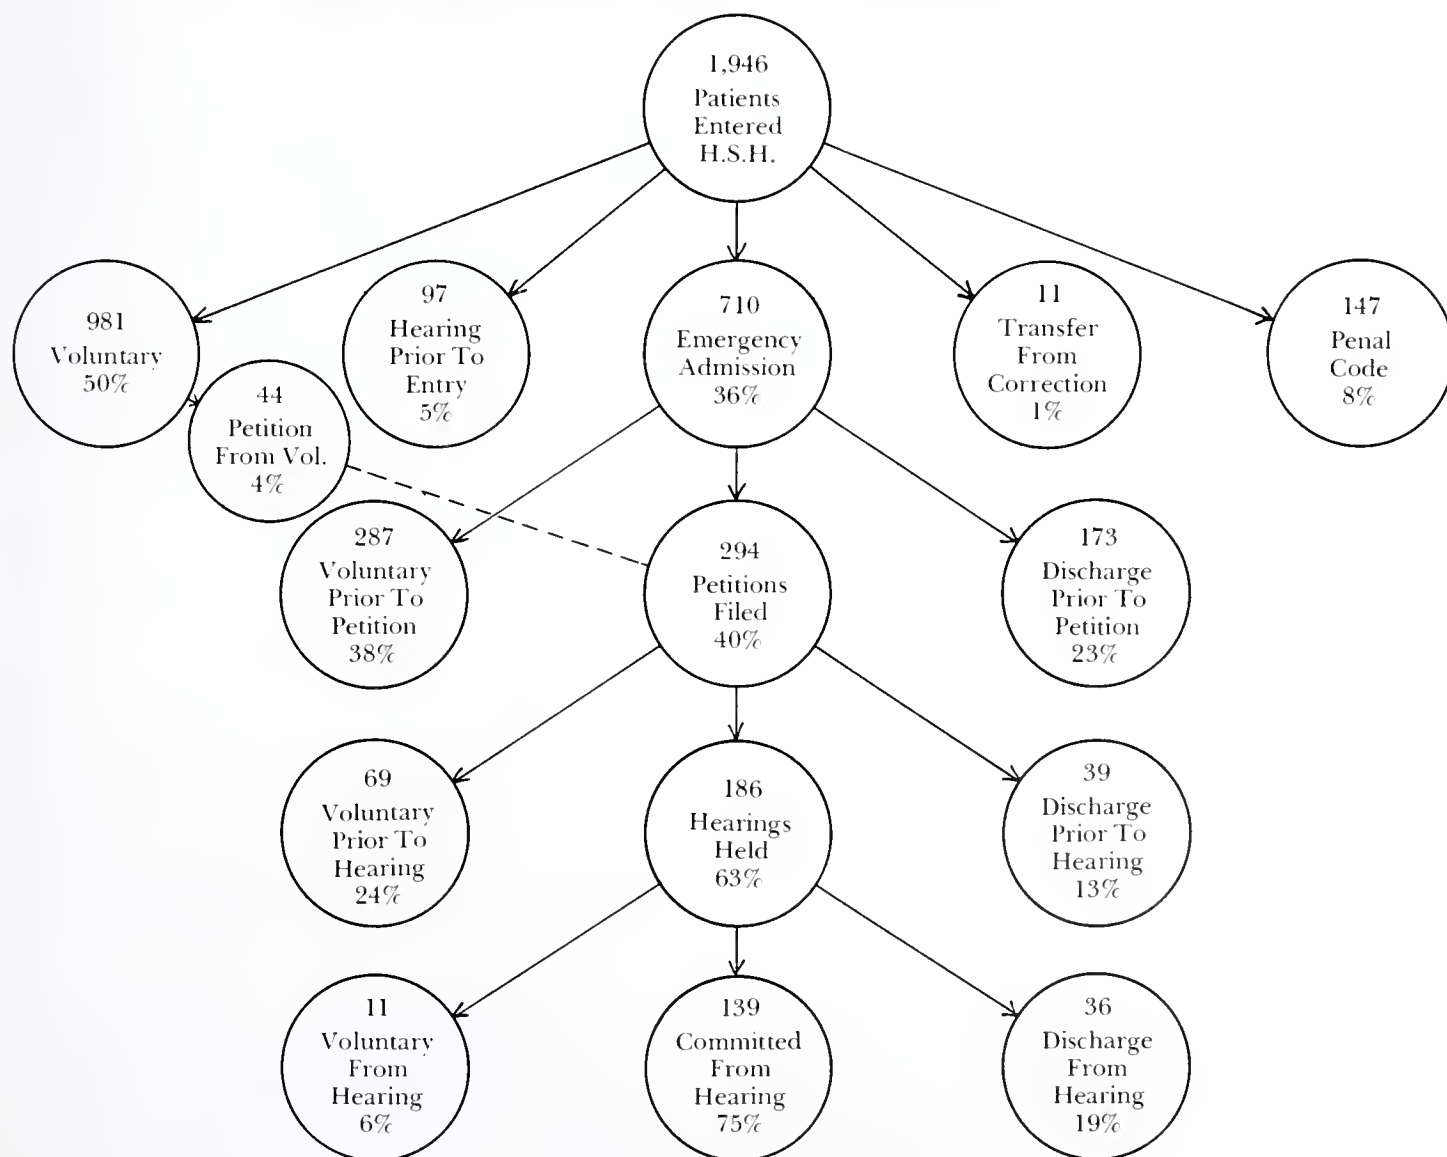 1,946
Patients
Entered
H.S.H.
981
Voluntary
50%
44
Petition
From Vol.
4%
97
Hearing
Prior To
Entry
5%
710
Emergency
Admission
36%
11
Transfer
From
Correction
1%
147
Penal
Code
8%
287
Voluntary
Prior To
Petition
38%
294
Petitions
Filed
40%
173
Discharge
Prior To
Petition
23%
69
Voluntary
Prior To
Hearing
24%
186
Hearings
Held
63%
39
Discharge
Prior To
Hearing
13%
11
Voluntary
From
Hearing
6%
139
Committed
From
Hearing
75%
36
Discharge
From
Hearing
19%